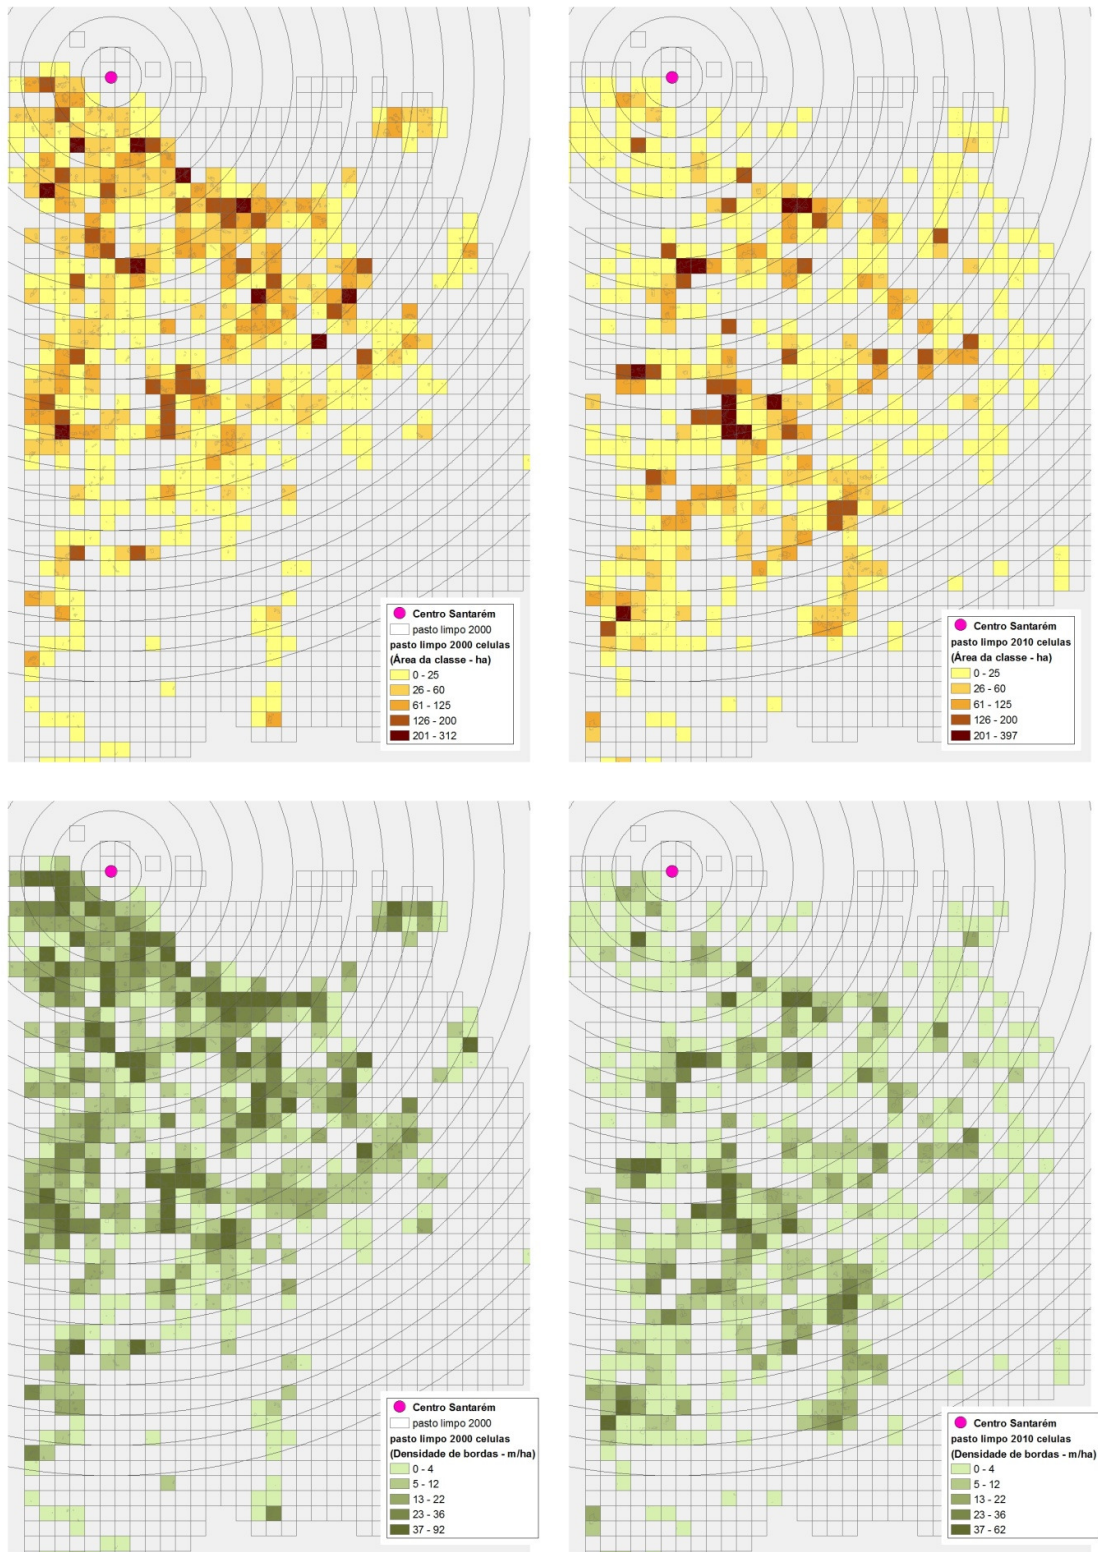 Centro Santarém
pasto limpo 2000
pasto limpo 2000 celulas
(Área da classe - ha)
0 - 25
26 - 60
61 - 125
126 - 200
201 - 312
Centro Santarém
pasto limpo 2010 celulas
(Área da classe - ha)
0 - 25
26 - 60
61 - 125
126 - 200
201 - 397
Centro Santarém
pasto limpo 2000
pasto limpo 2000 celulas
(Densidade de bordas - m/ha)
0 - 4
5 - 12
13 - 22
23 - 36
37 - 92
Centro Santarém
pasto limpo 2010 celulas
(Densidade de bordas - m/ha)
0 - 4
5 - 12
13 - 22
23 - 36
37 - 62